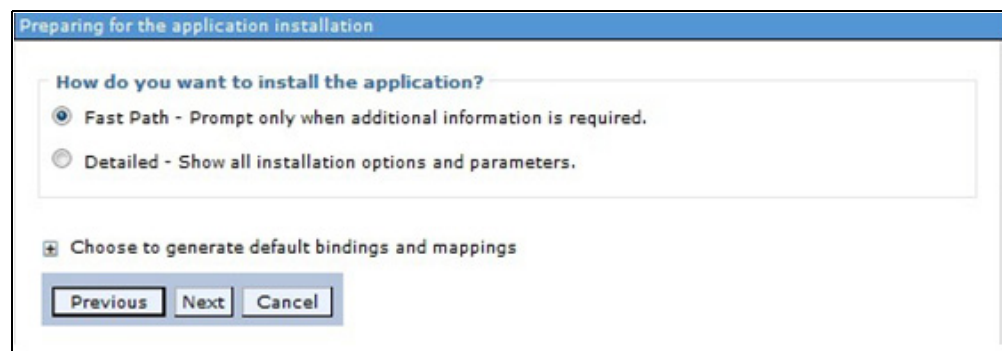 Preparing for the application installation
How do you want to install the application?
Fast Path - Prompt only when additional information is required.
Detailed - Show all installation options and parameters.
Choose to generate default bindings and mappings
Previous Next Cancel